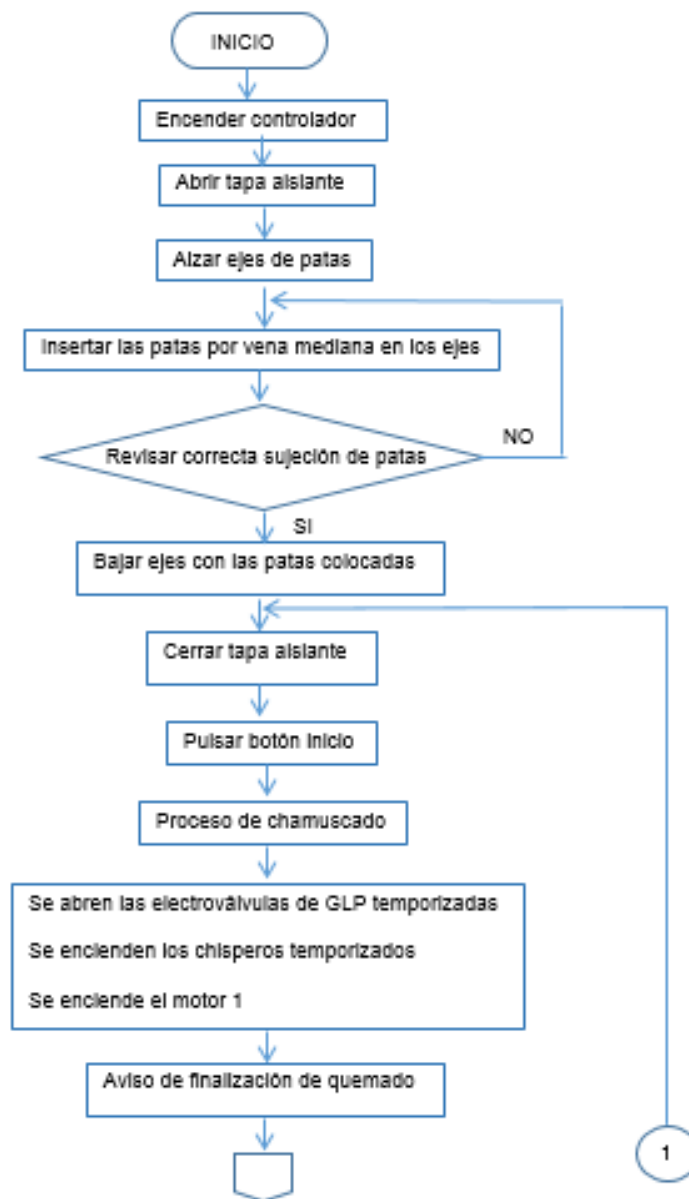 INICIO
Encender controlador
Abrir tapa aislante
Alzar ejes de patas
Insertar las patas por vena mediana en los ejes
NO
Revisar correcta sujeción de patas
SI
Bajar ejes con las patas colocadas
Cerrar tapa aislante
Pulsar botón inicio
Proceso de chamuscado
Se abren las electroválvulas de GLP temporizadas
Se encienden los chisperos temporizados
Se enciende el motor 1
Aviso de finalización de quemado
1